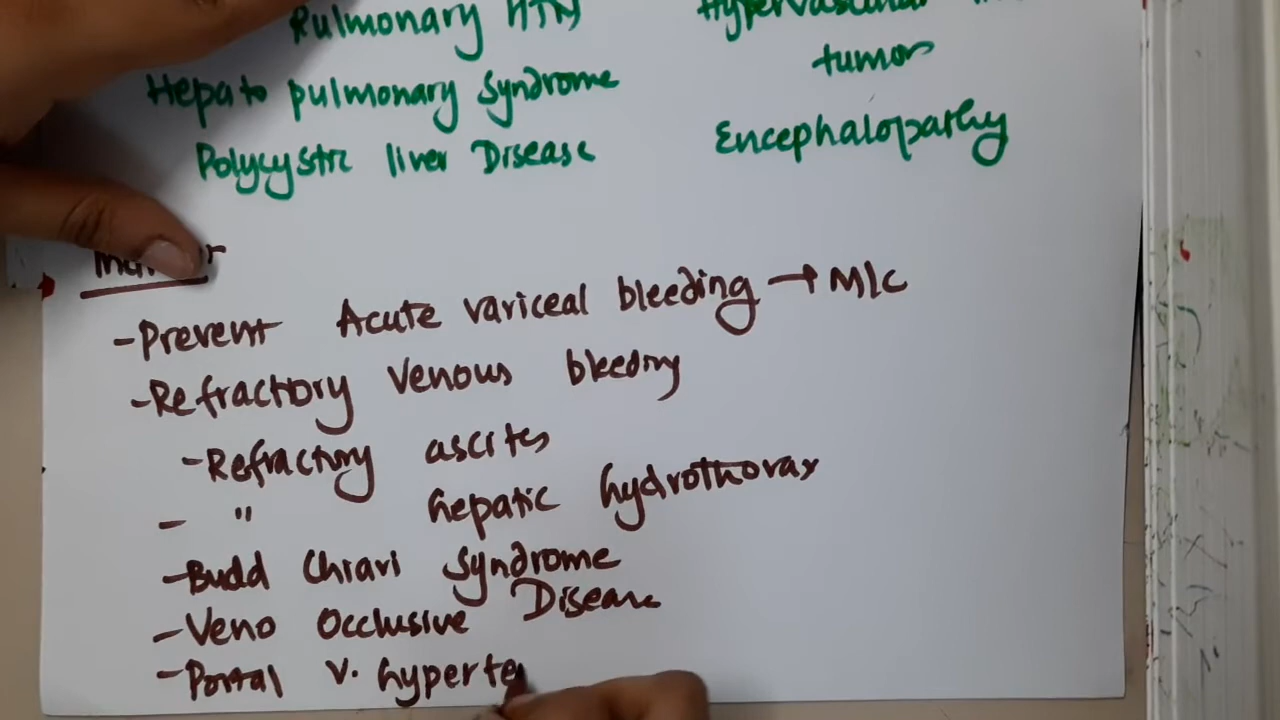 Pulmonary HTN Hypervascular
tumor
Hepato pulmonary Syndrome
Polycystic liver Disease Encephalopathy
-Prevent Acute variceal bleeding → M/c
-Refractory Venous bleeding
-Refractory ascites
- " hepatic hydrothorax
-Budd Chiari Syndrome
-Veno Occlusive Disease
-Portal V. hyperte